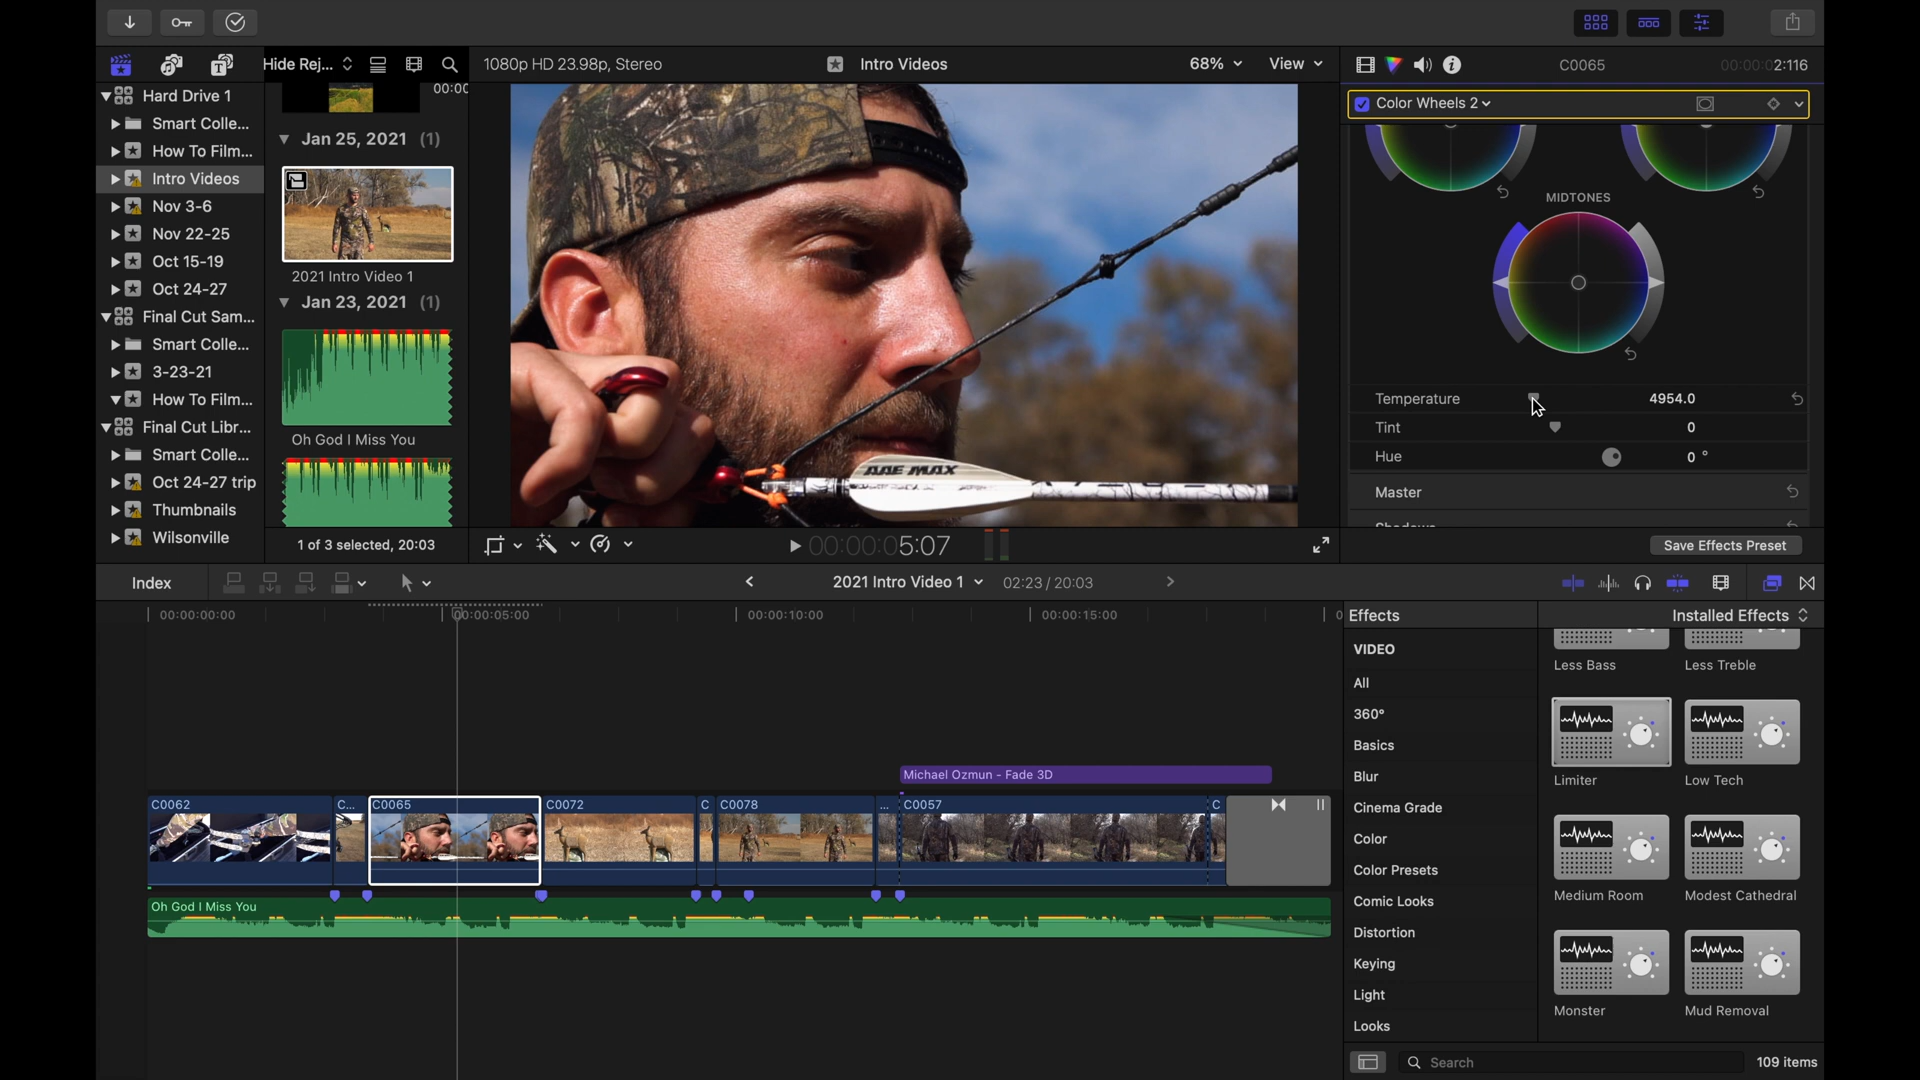 Hide Rej...
1080p HD 23.98p, Stereo
Intro Videos
68%
View
C0065
00:00:02:116
Hard Drive 1
Smart Colle...
How To Film...
Intro Videos
Nov 3-6
Nov 22-25
Oct 15-19
Oct 24-27
Final Cut Sam...
Smart Colle...
3-23-21
How To Film...
Final Cut Libr...
Smart Colle...
Oct 24-27 trip
Thumbnails
Wilsonville
00:00
Jan 25, 2021 (1)
2021 Intro Video 1
Jan 23, 2021 (1)
Oh God I Miss You
1 of 3 selected, 20:03
AAE MAX
00:00:05:07
Color Wheels 2
MIDTONES
Temperature 4954.0
Tint 0
Hue 0 °
Master
Save Effects Preset
Index
2021 Intro Video 1
02:23 / 20:03
00:00:00:00
00:00:05:00
00:00:10:00
00:00:15:00
0
Michael Ozmun - Fade 3D
C0062
C...
C0065
C0072
C
C0078
...
C0057
C
Oh God I Miss You
Effects
Installed Effects
VIDEO
All
360°
Basics
Blur
Cinema Grade
Color
Color Presets
Comic Looks
Distortion
Keying
Light
Looks
Less Bass
Less Treble
Limiter
Low Tech
Medium Room
Modest Cathedral
Monster
Mud Removal
Search
109 items